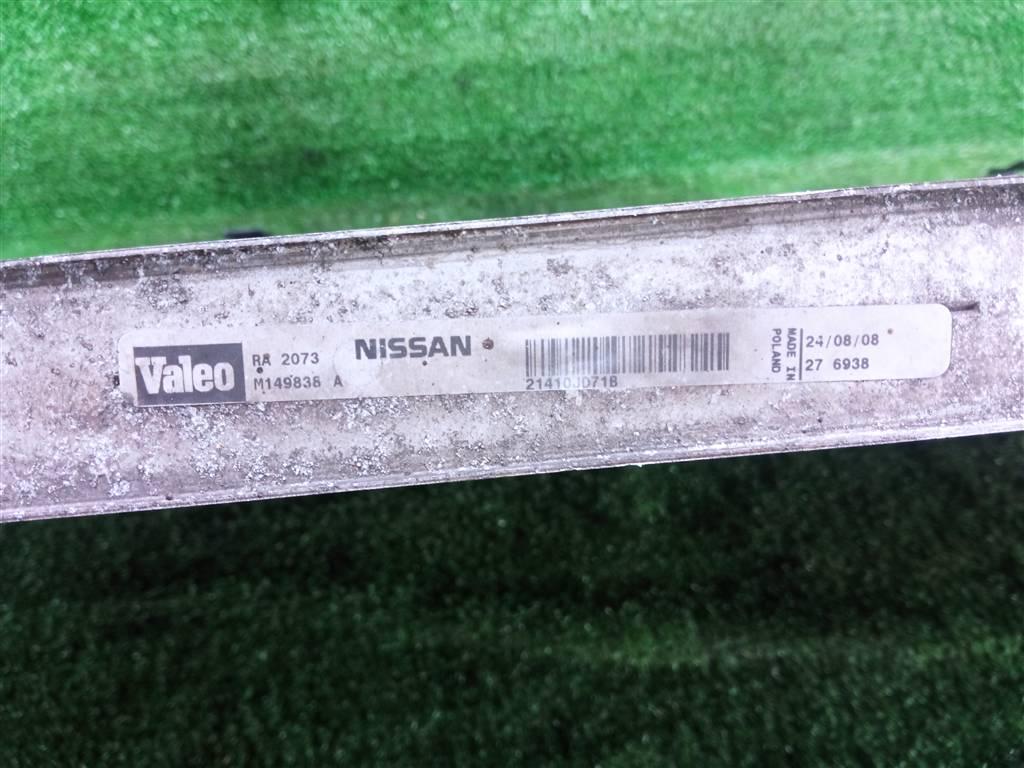 Valeo
RA 2073
M149838 A
NISSAN
21410JD71B
MADE IN
POLAND
24/08/08
27 6938